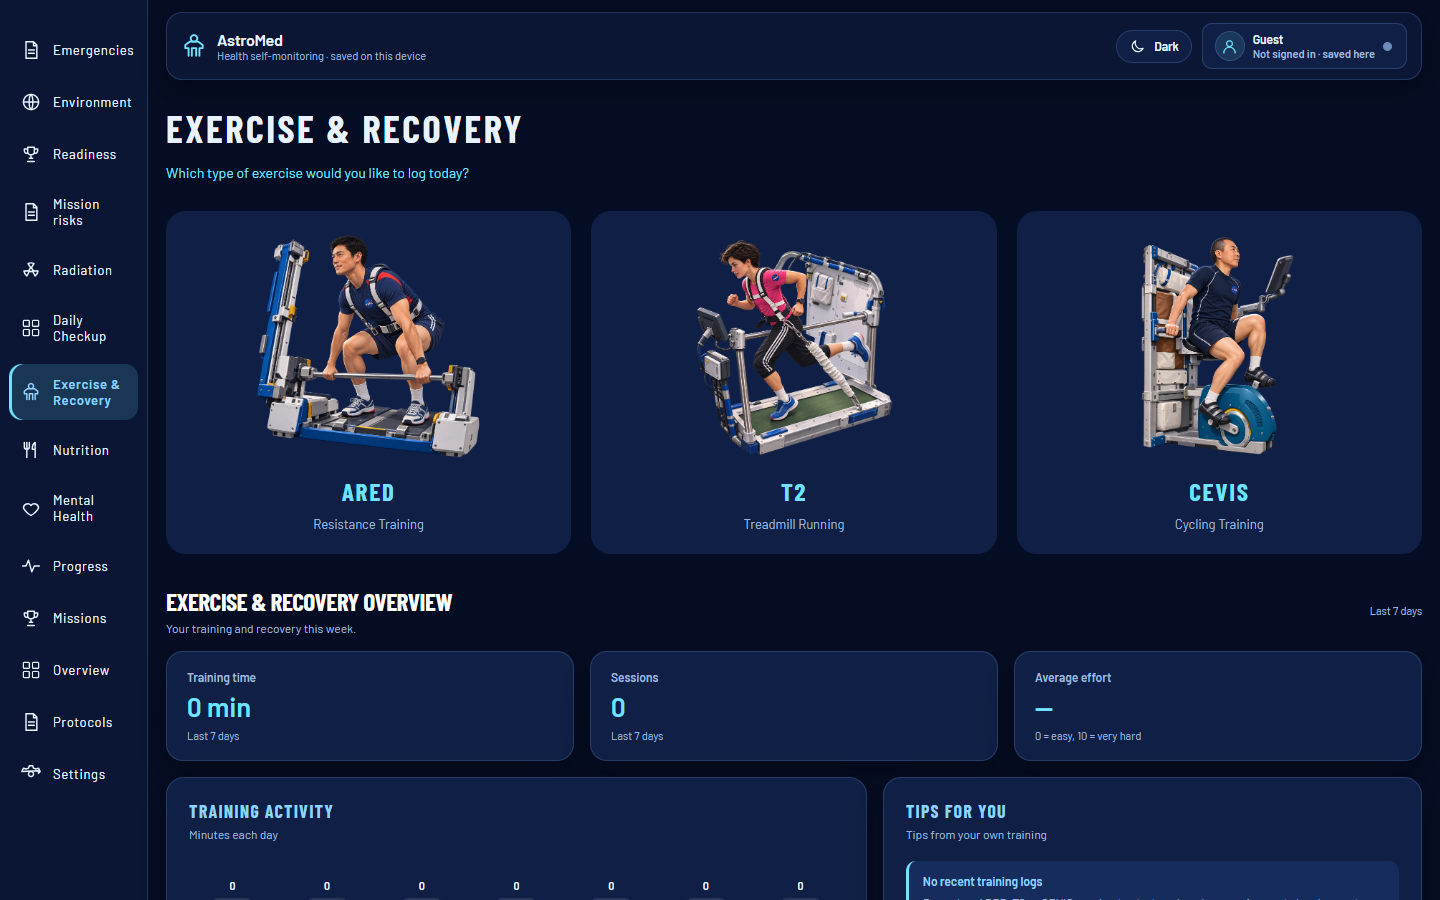 Emergencies
Environment
Readiness
Mission
risks
Radiation
Daily
Checkup
Exercise &
Recovery
Nutrition
Mental
Health
Progress
Missions
Overview
Protocols
Settings
AstroMed
Health self-monitoring · saved on this device
Dark
Guest
Not signed in · saved here
EXERCISE & RECOVERY
Which type of exercise would you like to log today?
ARED
Resistance Training
T2
Treadmill Running
CEVIS
Cycling Training
EXERCISE & RECOVERY OVERVIEW
Your training and recovery this week.
Last 7 days
Training time
0 min
Last 7 days
Sessions
0
Last 7 days
Average effort
—
0 = easy, 10 = very hard
TRAINING ACTIVITY
Minutes each day
0 0 0 0 0 0 0
TIPS FOR YOU
Tips from your own training
No recent training logs